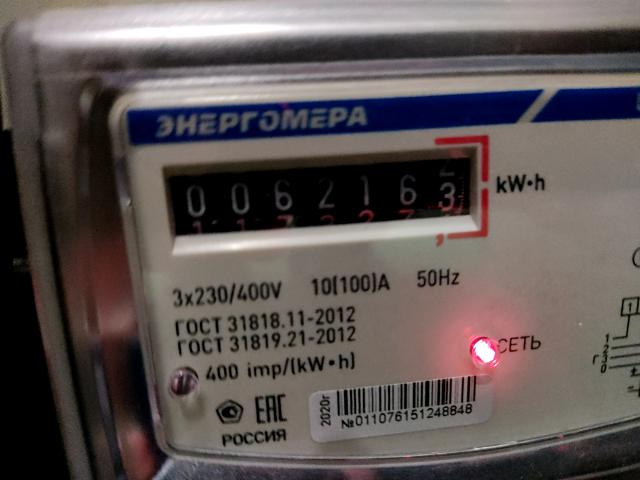 ЭНЕРГОМЕРА
0062163
kW•h
3x230/400V 10(100)A 50Hz
ГОСТ 31818.11-2012
ГОСТ 31819.21-2012
400 imp/(kW•h)
СЕТЬ
ЕАС
РОССИЯ
2020г
№011076151248848